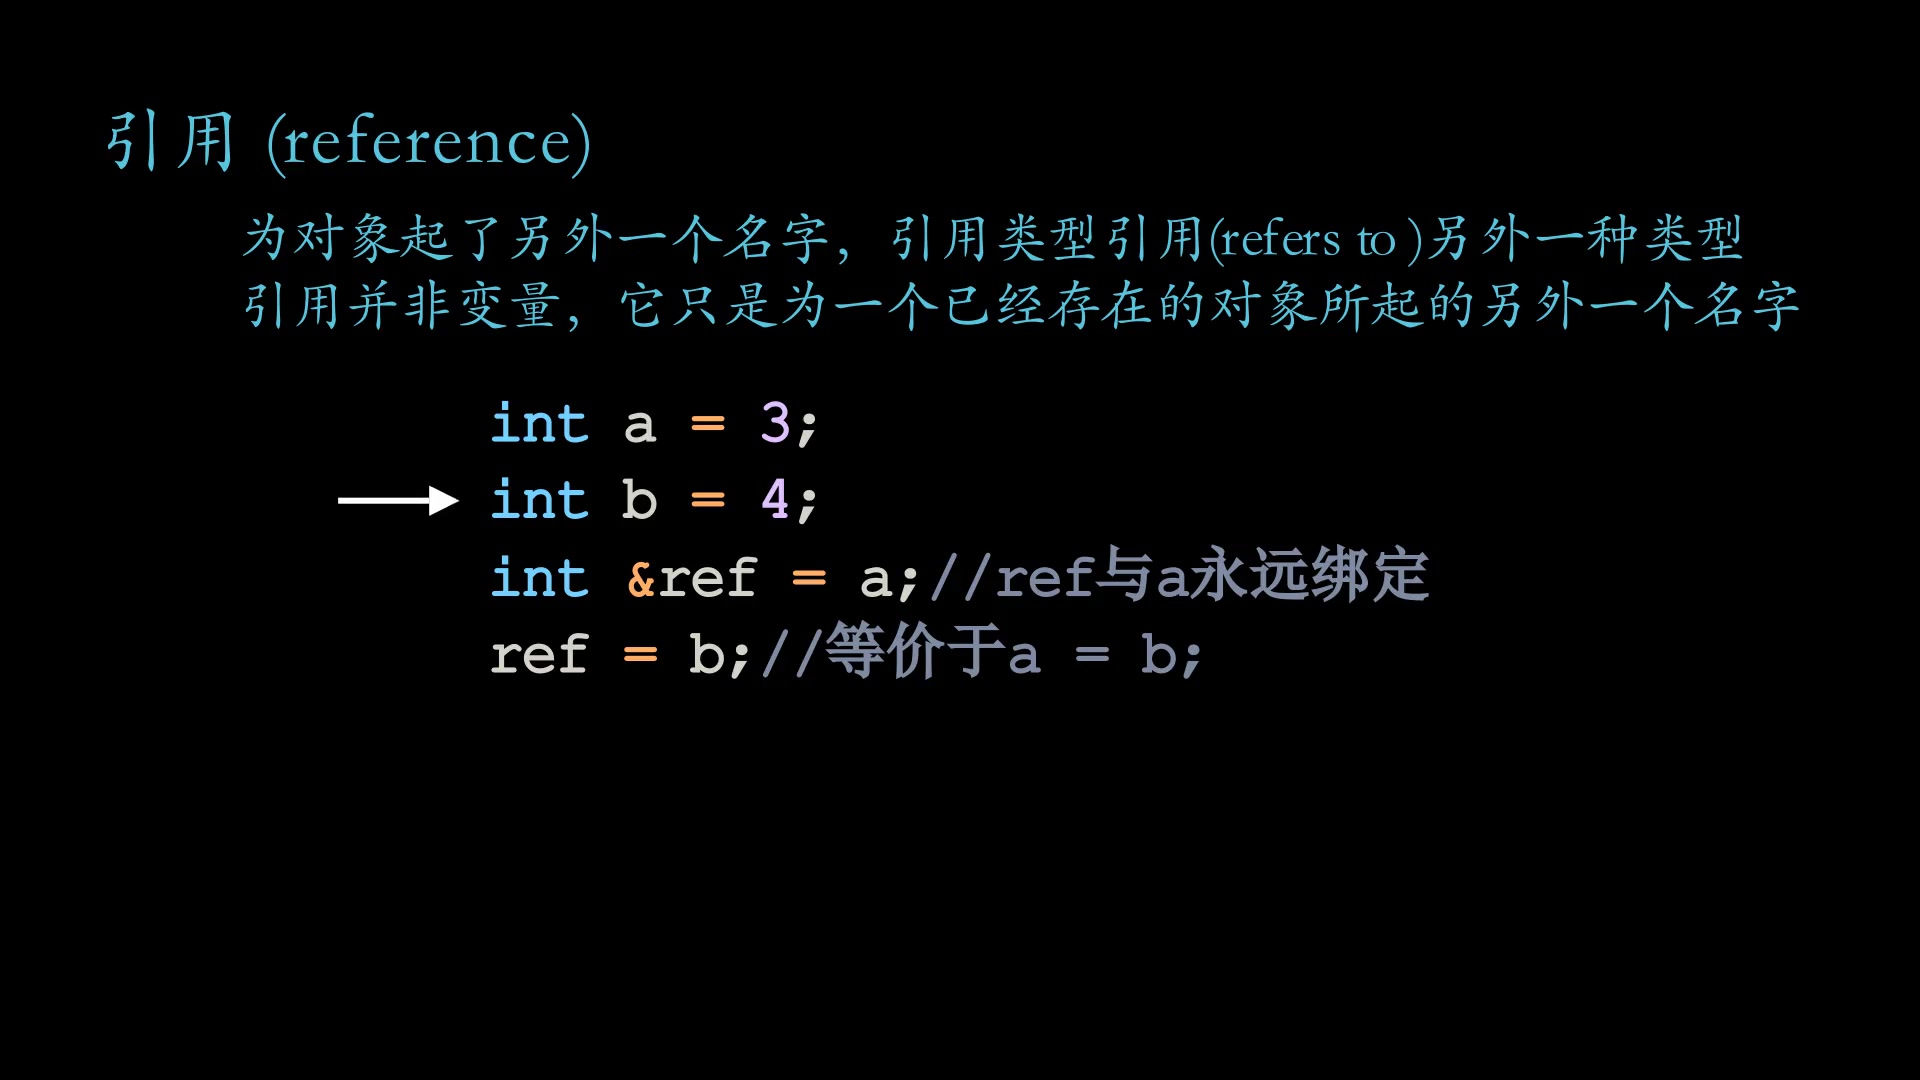 引用 (reference)
为对象起了另外一个名字，引用类型引用(refers to )另外一种类型
引用并非变量，它只是为一个已经存在的对象所起的另外一个名字
int a = 3;
int b = 4;
int &ref = a;//ref与a永远绑定
ref = b;//等价于a = b;